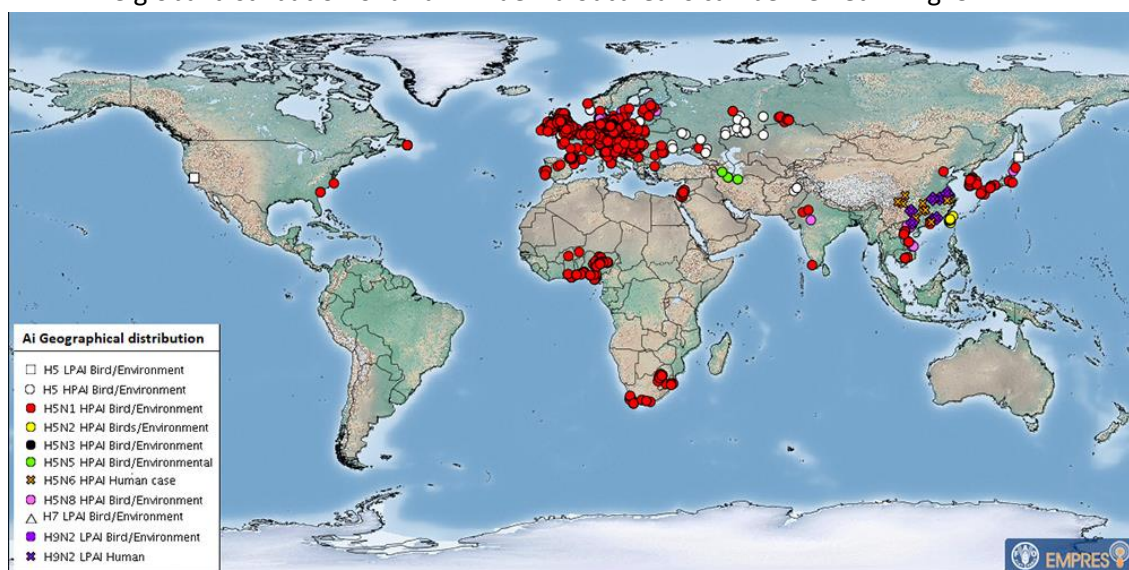 Ai Geographical distribution
H5 LPAI Bird/Environment
H5 HPAI Bird/Environment
H5N1 HPAI Bird/Environment
H5N2 HPAI Birds/Environment
H5N3 HPAI Bird/Environment
H5N5 HPAI Bird/Environmental
H5N6 HPAI Human case
H5N8 HPAI Bird/Environment
H7 LPAI Bird/Environment
H9N2 LPAI Bird/Environment
H9N2 LPAI Human
EMPRES